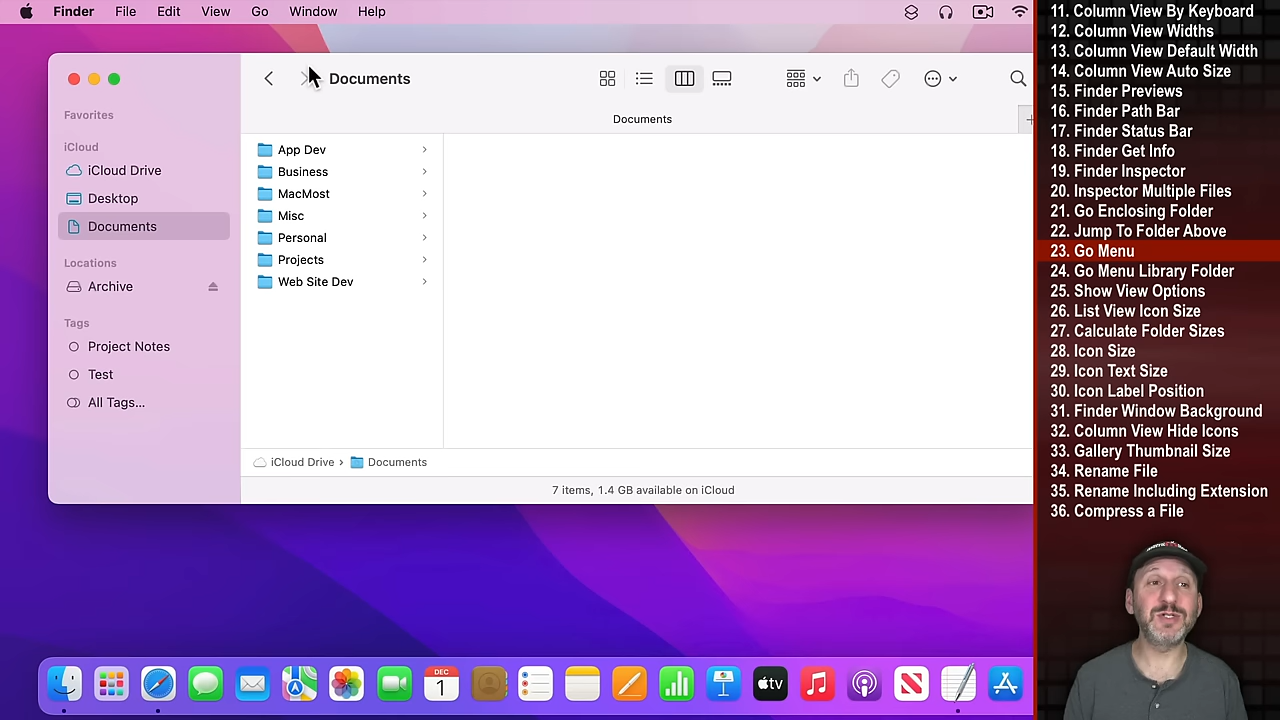 Finder File Edit View Go Window Help
Documents
Documents
Favorites
iCloud
iCloud Drive
Desktop
Documents
Locations
Archive
Tags
Project Notes
Test
All Tags...
App Dev
Business
MacMost
Misc
Personal
Projects
Web Site Dev
iCloud Drive › Documents
7 items, 1.4 GB available on iCloud
DEC
1
tv
11. Column View By Keyboard
12. Column View Widths
13. Column View Default Width
14. Column View Auto Size
15. Finder Previews
16. Finder Path Bar
17. Finder Status Bar
18. Finder Get Info
19. Finder Inspector
20. Inspector Multiple Files
21. Go Enclosing Folder
22. Jump To Folder Above
23. Go Menu
24. Go Menu Library Folder
25. Show View Options
26. List View Icon Size
27. Calculate Folder Sizes
28. Icon Size
29. Icon Text Size
30. Icon Label Position
31. Finder Window Background
32. Column View Hide Icons
33. Gallery Thumbnail Size
34. Rename File
35. Rename Including Extension
36. Compress a File